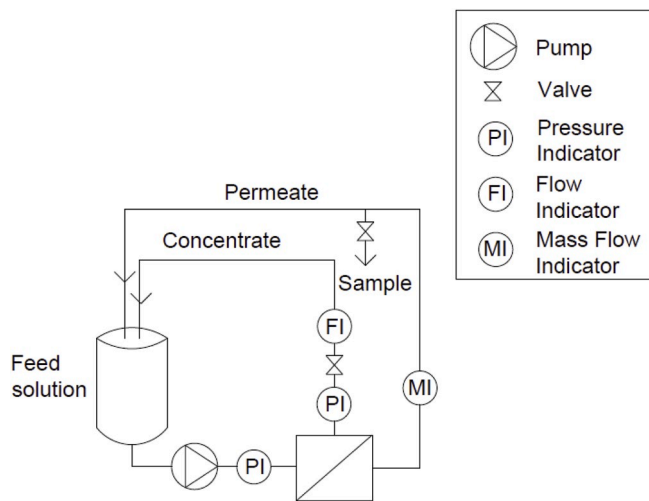 Pump
Valve
PI
Pressure
Indicator
FI
Flow
Indicator
MI
Mass Flow
Indicator
Permeate
Concentrate
Sample
FI
PI
MI
Feed
solution
PI